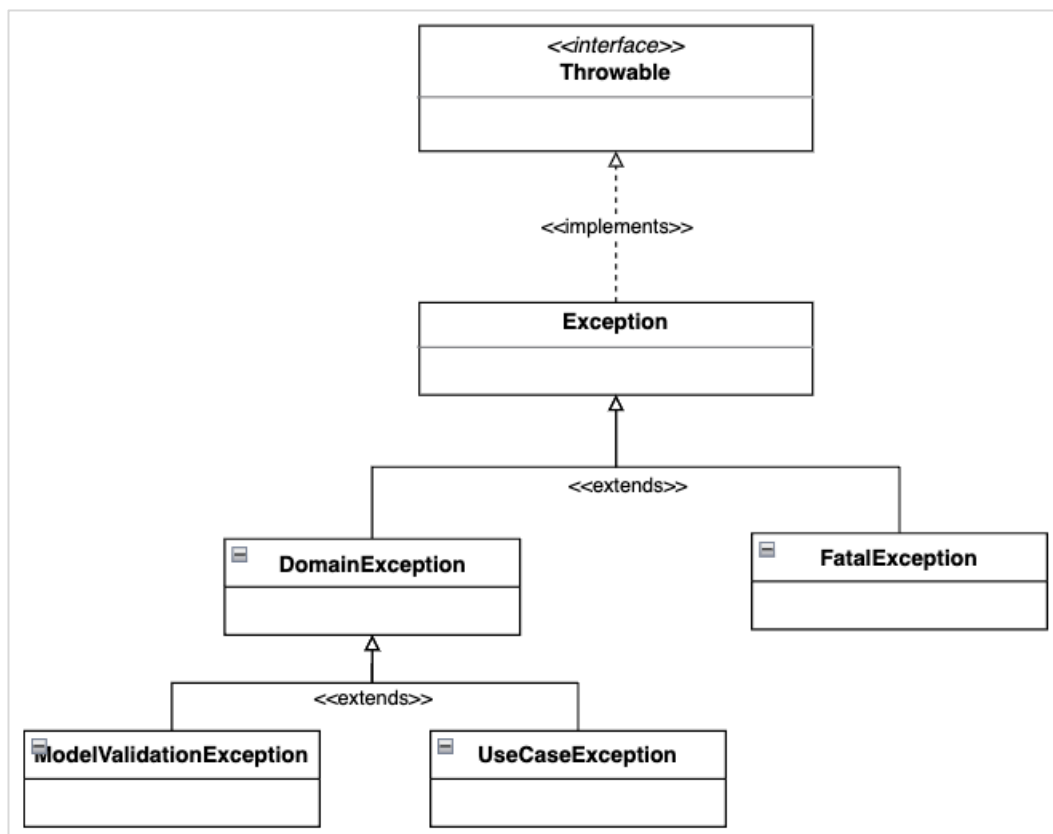 <<interface>>
Throwable
<<implements>>
Exception
<<extends>>
DomainException
FatalException
<<extends>>
ModelValidationException
UseCaseException